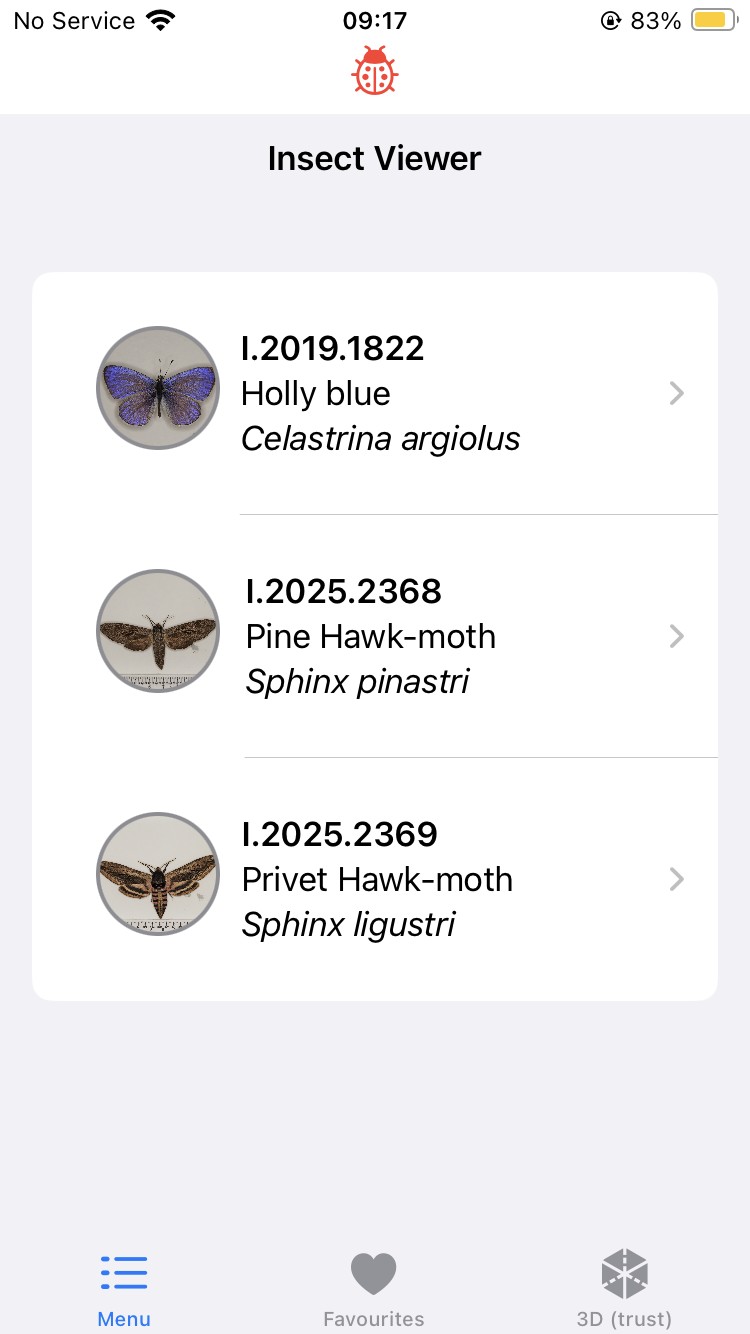 No Service 09:17 83%
Insect Viewer
I.2019.1822
Holly blue
Celastrina argiolus
I.2025.2368
Pine Hawk-moth
Sphinx pinastri
I.2025.2369
Privet Hawk-moth
Sphinx ligustri
Menu Favourites 3D (trust)